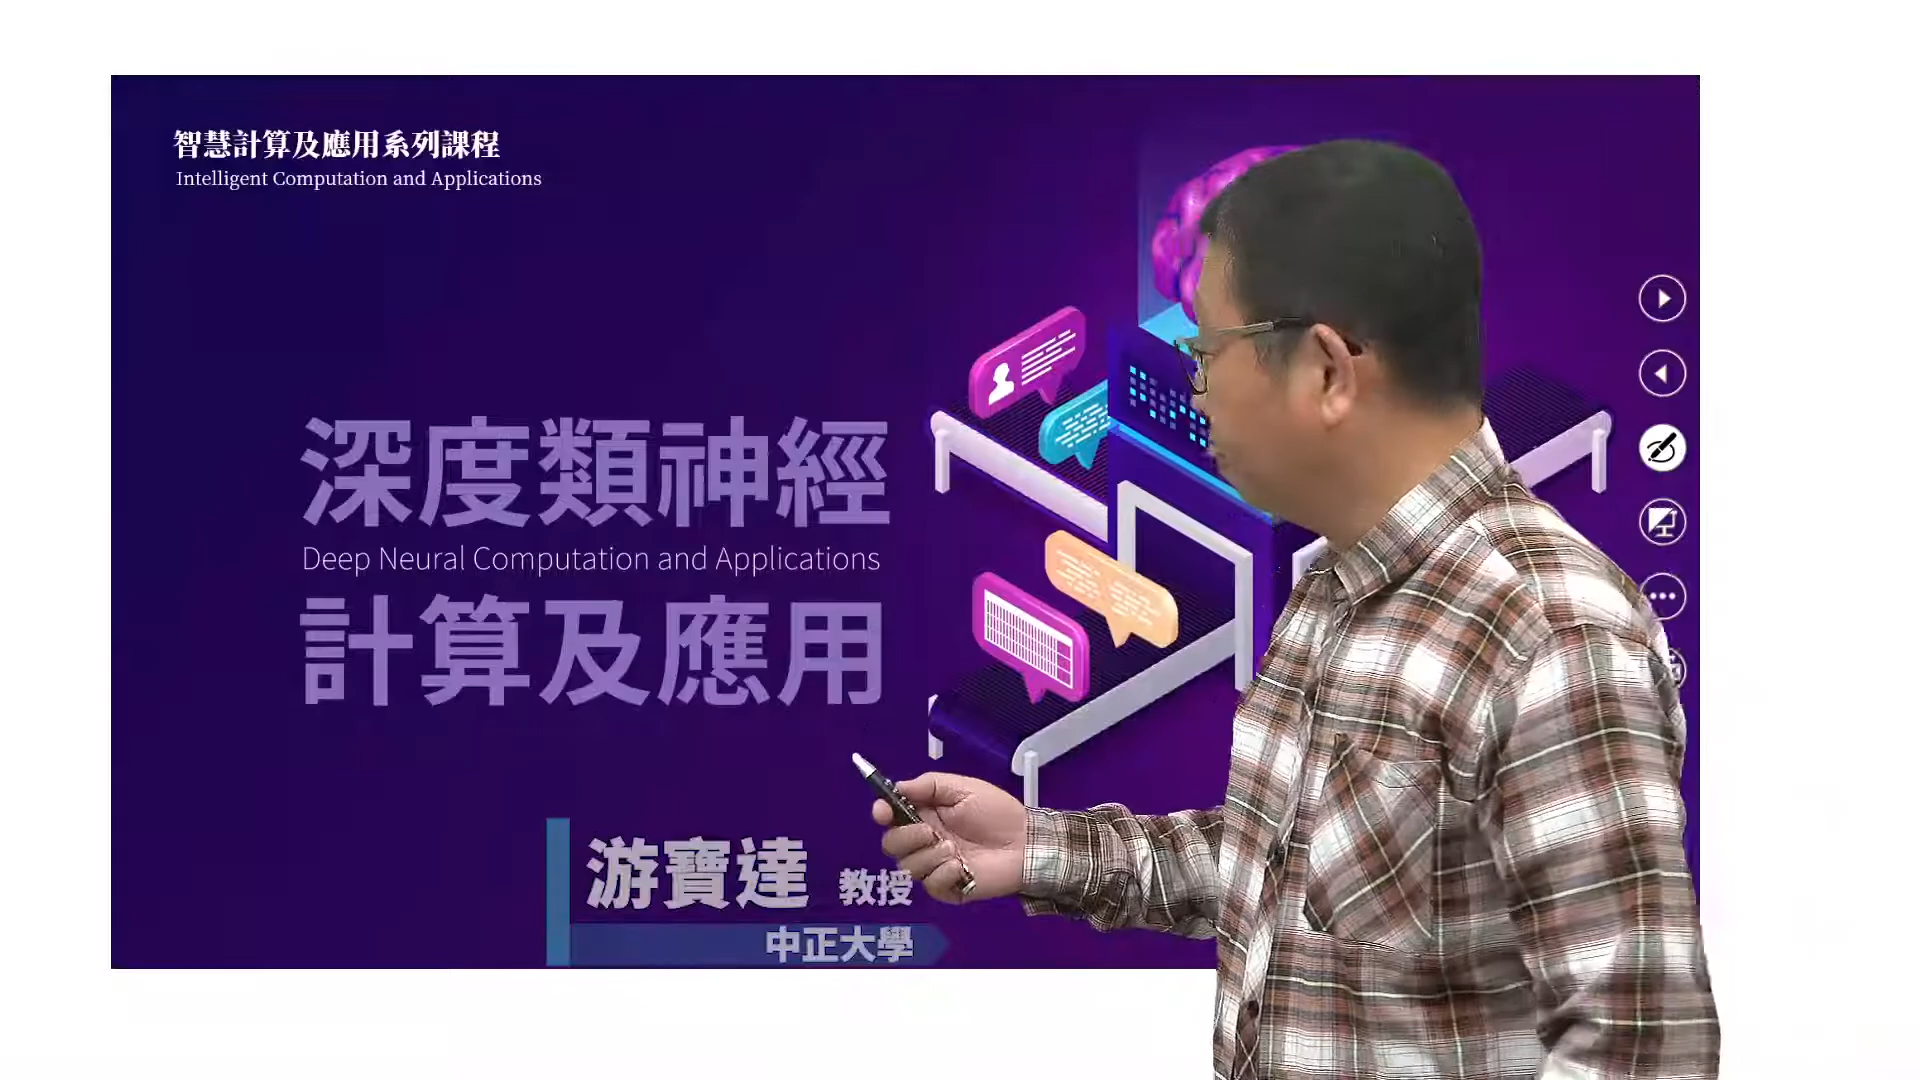 智慧計算及應用系列課程
Intelligent Computation and Applications
深度類神經
Deep Neural Computation and Applications
計算及應用
游寶達 教授
中正大學